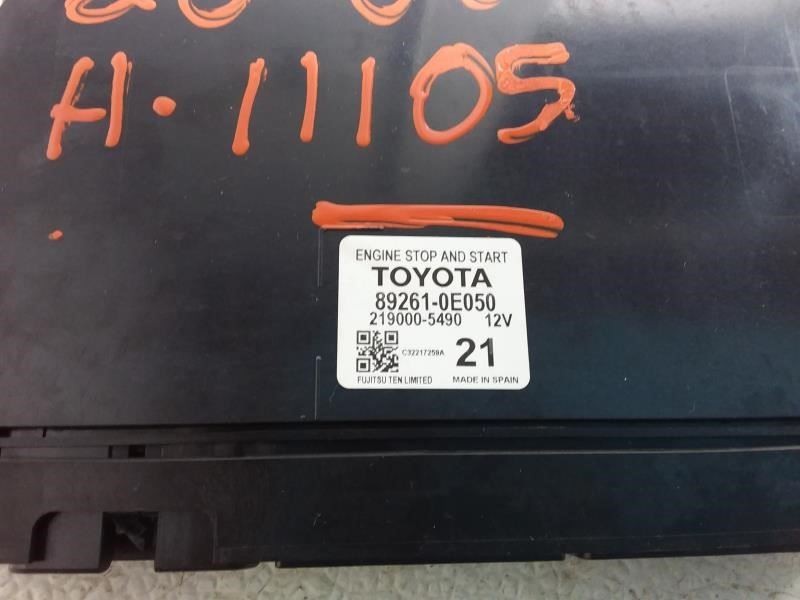 A-11105
ENGINE STOP AND START
TOYOTA
89261-0E050
219000-5490 12V
C32217259A 21
FUJITSU TEN LIMITED MADE IN SPAIN